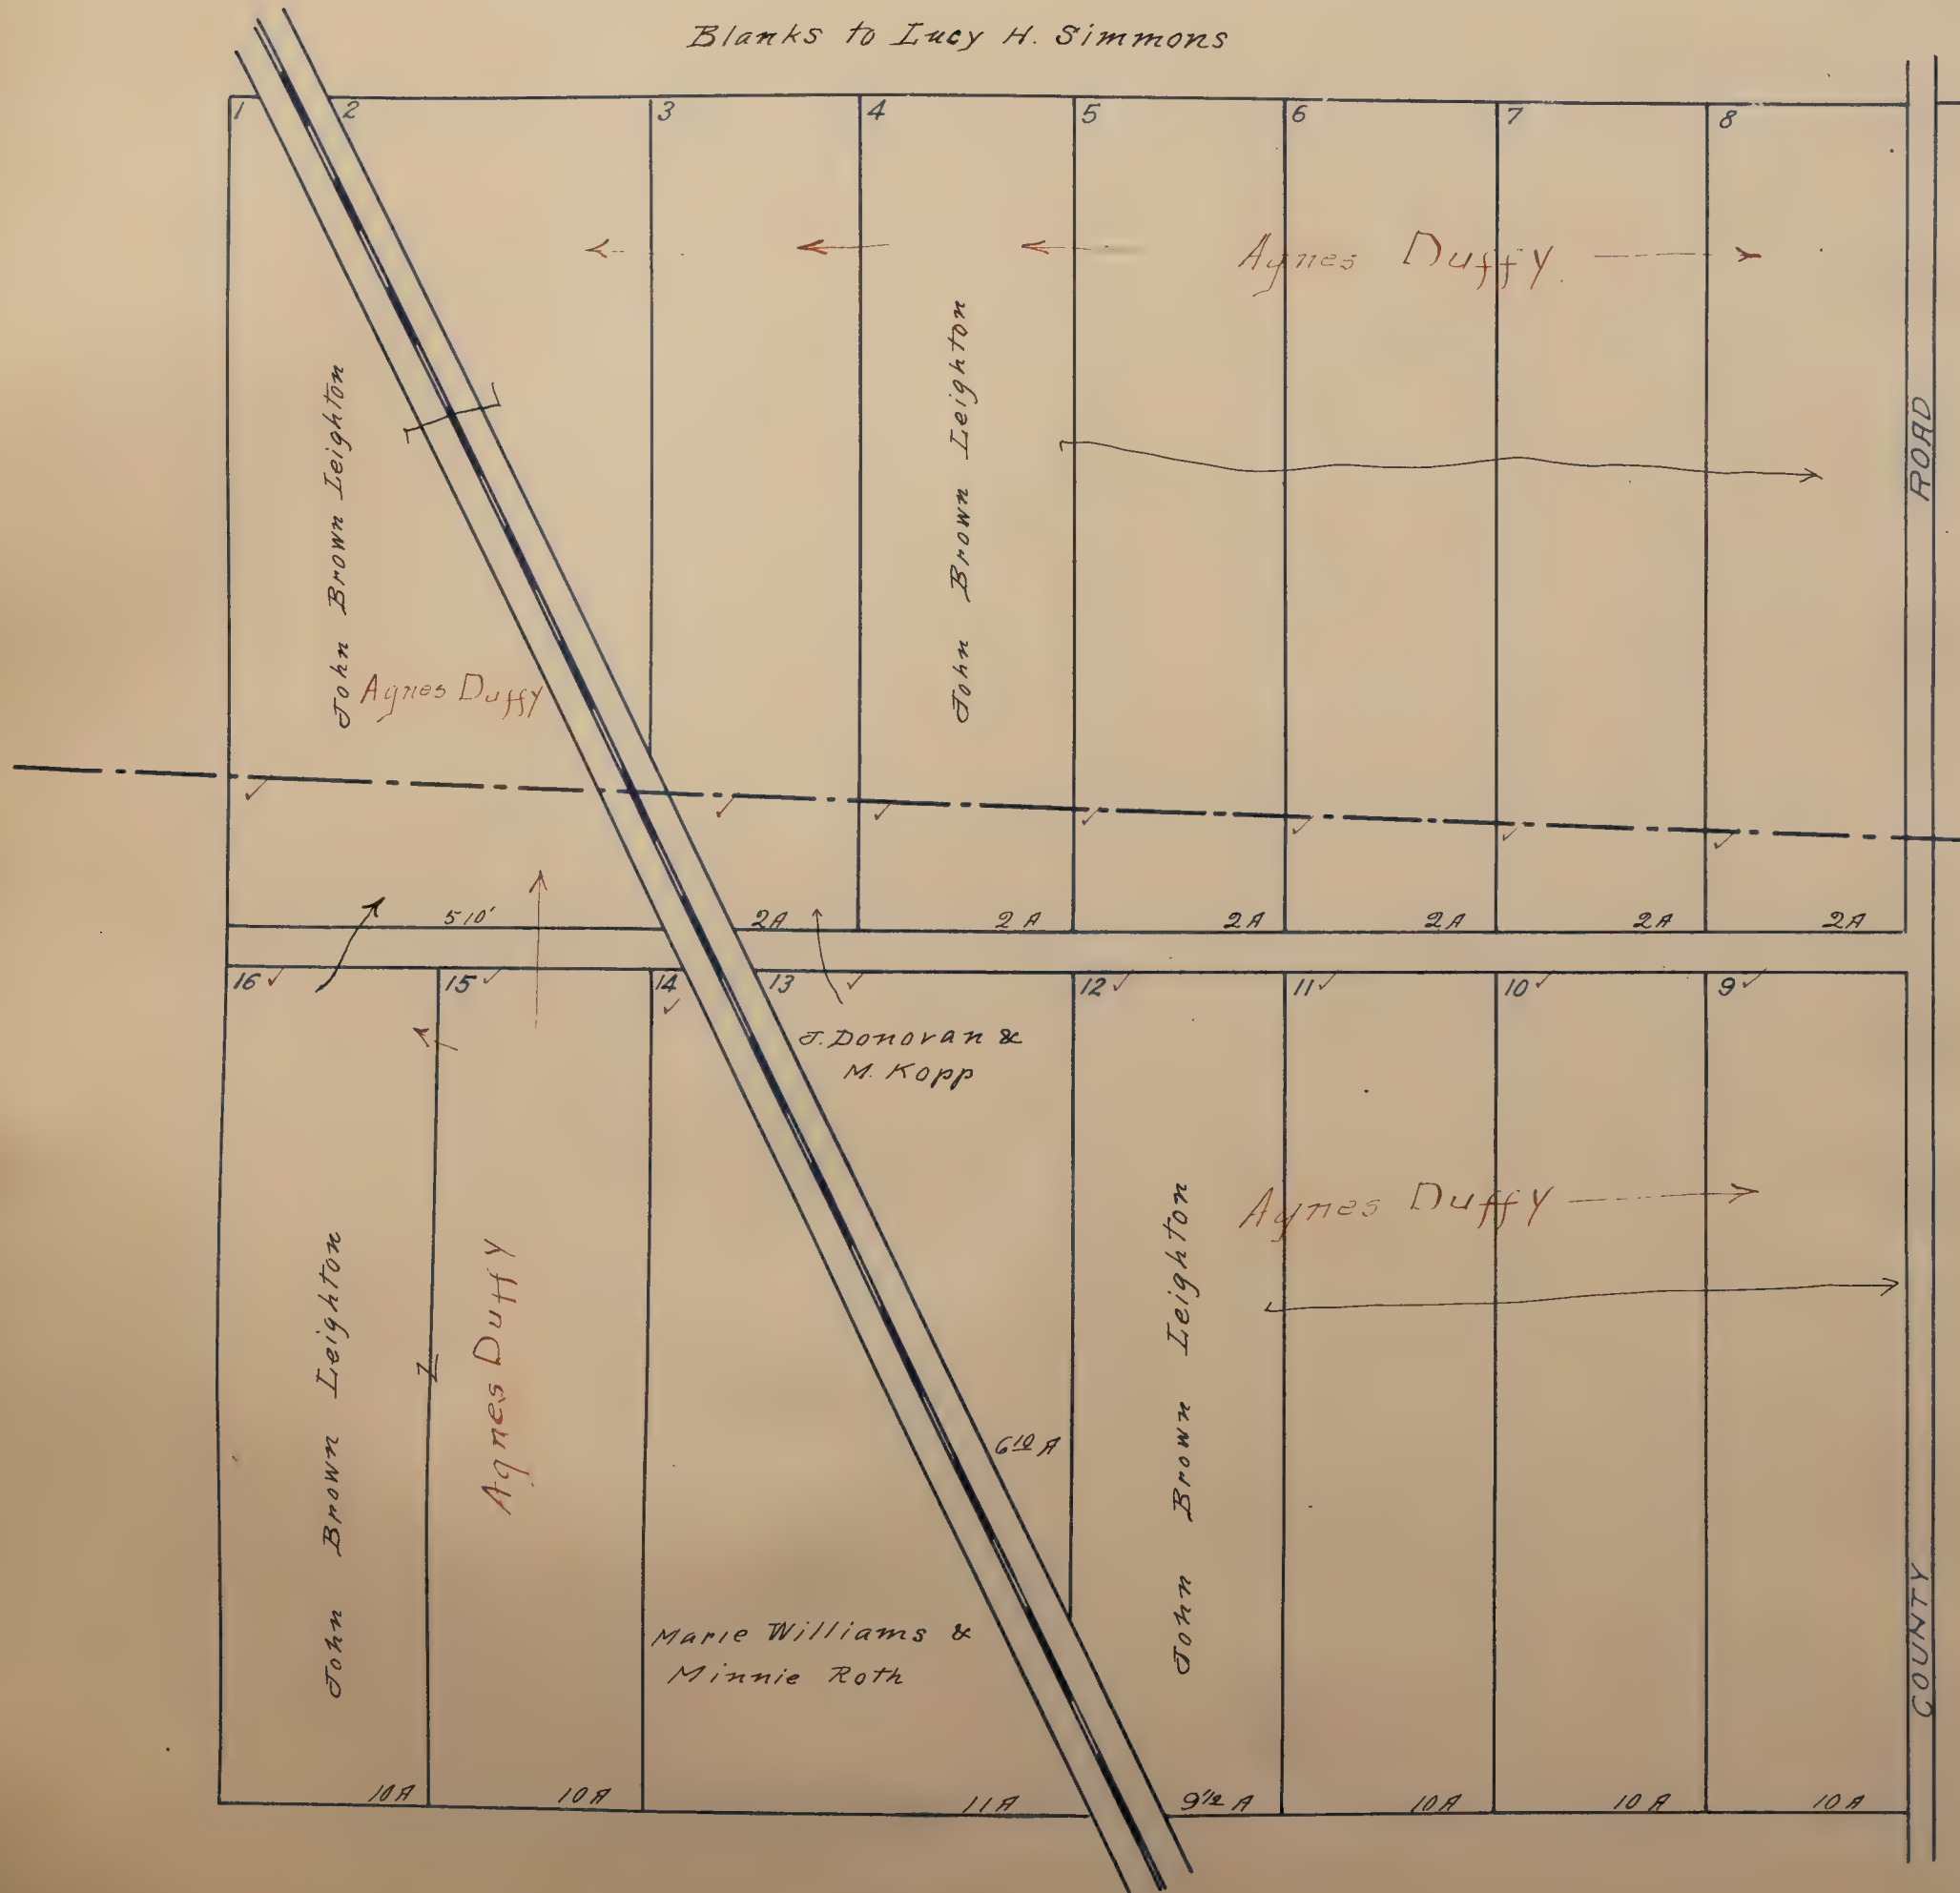 Blanks to Lucy H. Simmons
1 2 3 4 5 6 7 8
Agnes Duffy
John Brown Leighton
John Brown Leighton
ROAD
Agnes Duffy
510' 2A 2A 2A 2A 2A 2A
16 15 14 13 12 11 10 9
J. Donovan &
M. Kopp
Agnes Duffy
John Brown Leighton
Agnes Duffy
John Brown Leighton
6 10 A
Marie Williams &
Minnie Roth
COUNTY
10A 10A 11A 9 1/2 A 10A 10A 10A